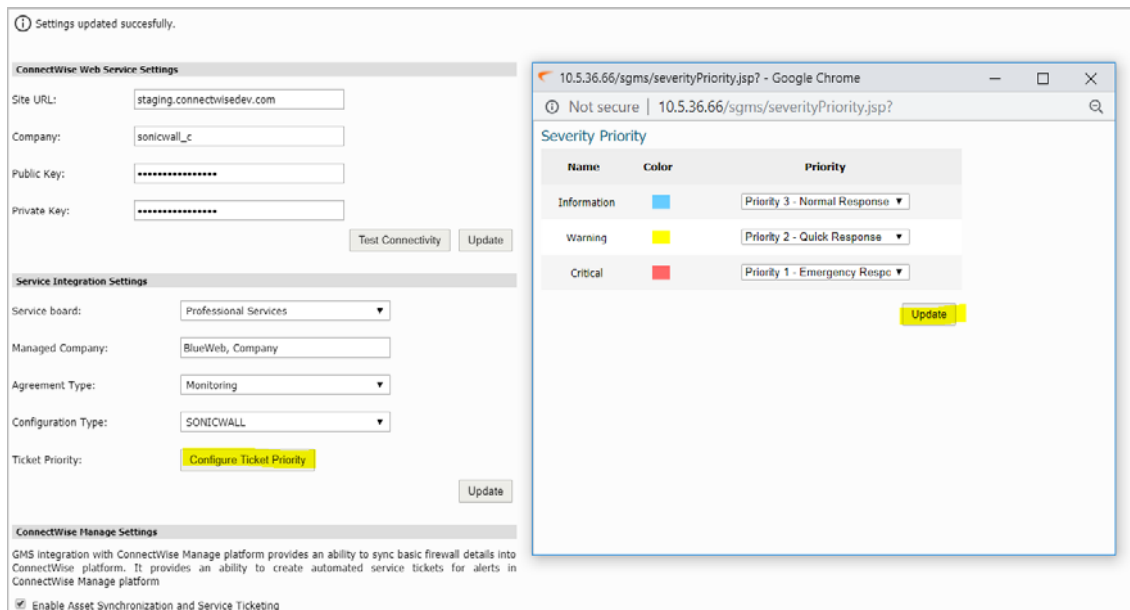 Settings updated succesfully.
ConnectWise Web Service Settings
Site URL: staging.connectwisedev.com
Company: sonicwall_c
Public Key: ••••••••••••••••
Private Key: ••••••••••••••••
Test Connectivity Update
Service Integration Settings
Service board: Professional Services
Managed Company: BlueWeb, Company
Agreement Type: Monitoring
Configuration Type: SONICWALL
Ticket Priority: Configure Ticket Priority
Update
ConnectWise Manage Settings
GMS integration with ConnectWise Manage platform provides an ability to sync basic firewall details into
ConnectWise platform. It provides an ability to create automated service tickets for alerts in
ConnectWise Manage platform
Enable Asset Synchronization and Service Ticketing
10.5.36.66/sgms/severityPriority.jsp? - Google Chrome
Not secure | 10.5.36.66/sgms/severityPriority.jsp?
Severity Priority
Name Color Priority
Information Priority 3 - Normal Response
Warning Priority 2 - Quick Response
Critical Priority 1 - Emergency Respo
Update